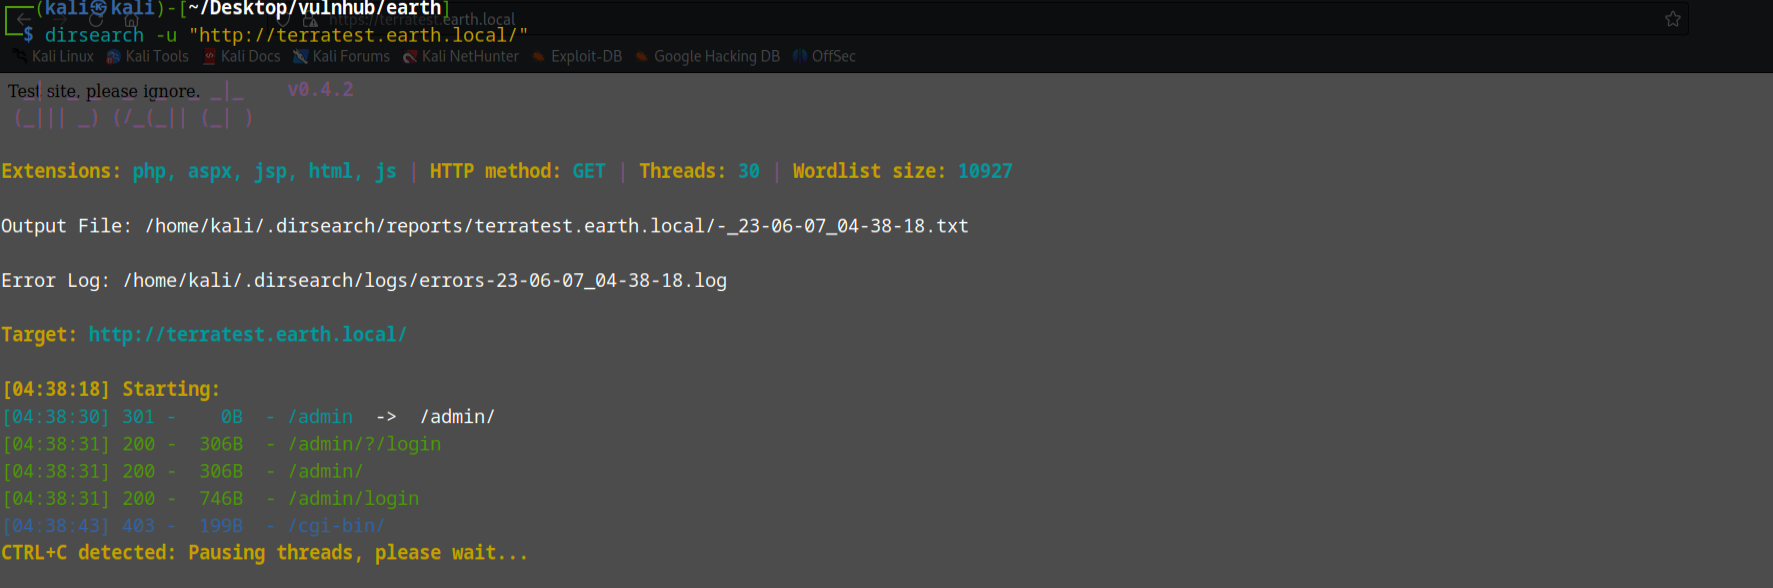 (kali㉿kali)-[~/Desktop/vulnhub/earth]
https://terratest.earth.local
$ dirsearch -u "http://terratest.earth.local/"
Kali Linux Kali Tools Kali Docs Kali Forums Kali NetHunter Exploit-DB Google Hacking DB OffSec
Test site, please ignore.
_|. _ _ _ _ _ _|_ v0.4.2
(_||| _) (/_(_|| (_| )
Extensions: php, aspx, jsp, html, js | HTTP method: GET | Threads: 30 | Wordlist size: 10927
Output File: /home/kali/.dirsearch/reports/terratest.earth.local/-_23-06-07_04-38-18.txt
Error Log: /home/kali/.dirsearch/logs/errors-23-06-07_04-38-18.log
Target: http://terratest.earth.local/
[04:38:18] Starting:
[04:38:30] 301 - 0B - /admin -> /admin/
[04:38:31] 200 - 306B - /admin/?/login
[04:38:31] 200 - 306B - /admin/
[04:38:31] 200 - 746B - /admin/login
[04:38:43] 403 - 199B - /cgi-bin/
CTRL+C detected: Pausing threads, please wait...